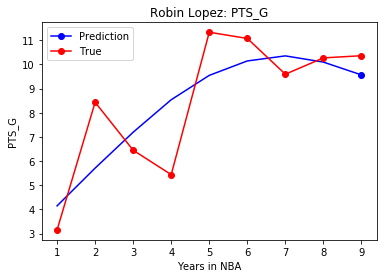 Robin Lopez: PTS_G
Prediction
True
PTS_G
11
10
9
8
7
6
5
4
3
1 2 3 4 5 6 7 8 9
Years in NBA